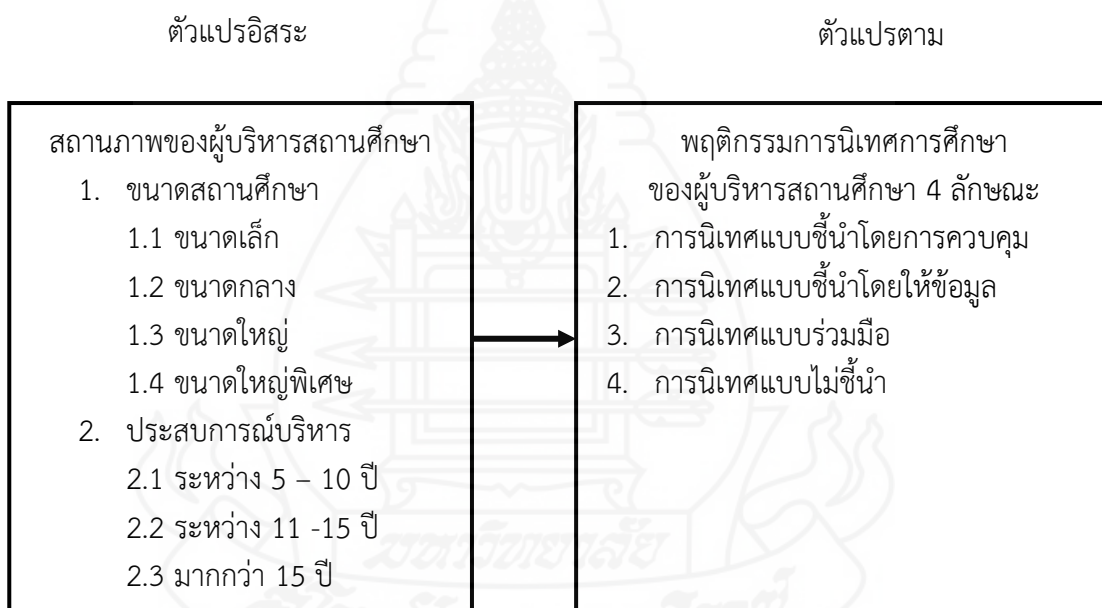 ตัวแปรอิสระ
ตัวแปรตาม
สถานภาพของผู้บริหารสถานศึกษา
1. ขนาดสถานศึกษา
1.1 ขนาดเล็ก
1.2 ขนาดกลาง
1.3 ขนาดใหญ่
1.4 ขนาดใหญ่พิเศษ
2. ประสบการณ์บริหาร
2.1 ระหว่าง 5 – 10 ปี
2.2 ระหว่าง 11 -15 ปี
2.3 มากกว่า 15 ปี
พฤติกรรมการนิเทศการศึกษา
ของผู้บริหารสถานศึกษา 4 ลักษณะ
1. การนิเทศแบบชี้นำโดยการควบคุม
2. การนิเทศแบบชี้นำโดยให้ข้อมูล
3. การนิเทศแบบร่วมมือ
4. การนิเทศแบบไม่ชี้นำ